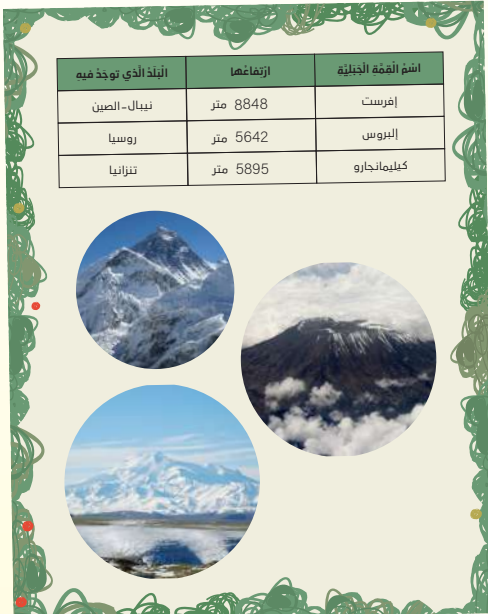 اسْمُ الْقِمَّةِ الْجَبَلِيَّةِ ارْتفاعُها الْبَلَدُ الَّذي توجَدُ فيهِ
إفرست 8848 متر نيبال-الصين
إلبروس 5642 متر روسيا
كيليمانجارو 5895 متر تنزانيا